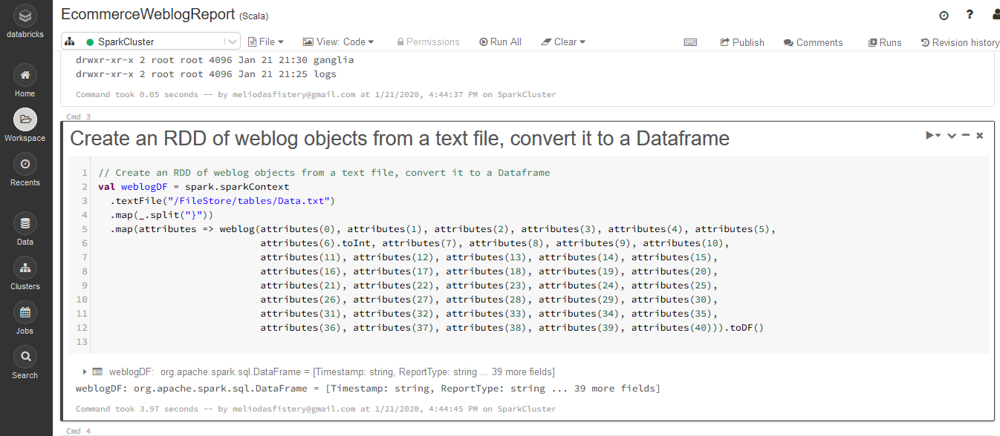 databricks
Home
Workspace
Recents
Data
Clusters
Jobs
Search
EcommerceWeblogReport (Scala)
?
SparkCluster File View: Code Permissions Run All Clear Publish Comments Runs Revision history
drwxr-xr-x 2 root root 4096 Jan 21 21:30 ganglia
drwxr-xr-x 2 root root 4096 Jan 21 21:25 logs
Command took 0.05 seconds -- by meliodasfistery@gmail.com at 1/21/2020, 4:44:37 PM on SparkCluster
Cmd 3
Create an RDD of weblog objects from a text file, convert it to a Dataframe
1 // Create an RDD of weblog objects from a text file, convert it to a Dataframe
2 val weblogDF = spark.sparkContext
3 .textFile("/FileStore/tables/Data.txt")
4 .map(_.split("}"))
5 .map(attributes => weblog(attributes(0), attributes(1), attributes(2), attributes(3), attributes(4), attributes(5),
6 attributes(6).toInt, attributes(7), attributes(8), attributes(9), attributes(10),
7 attributes(11), attributes(12), attributes(13), attributes(14), attributes(15),
8 attributes(16), attributes(17), attributes(18), attributes(19), attributes(20),
9 attributes(21), attributes(22), attributes(23), attributes(24), attributes(25),
10 attributes(26), attributes(27), attributes(28), attributes(29), attributes(30),
11 attributes(31), attributes(32), attributes(33), attributes(34), attributes(35),
12 attributes(36), attributes(37), attributes(38), attributes(39), attributes(40))).toDF()
13
weblogDF: org.apache.spark.sql.DataFrame = [Timestamp: string, ReportType: string ... 39 more fields]
weblogDF: org.apache.spark.sql.DataFrame = [Timestamp: string, ReportType: string ... 39 more fields]
Command took 3.97 seconds -- by meliodasfistery@gmail.com at 1/21/2020, 4:44:45 PM on SparkCluster
Cmd 4